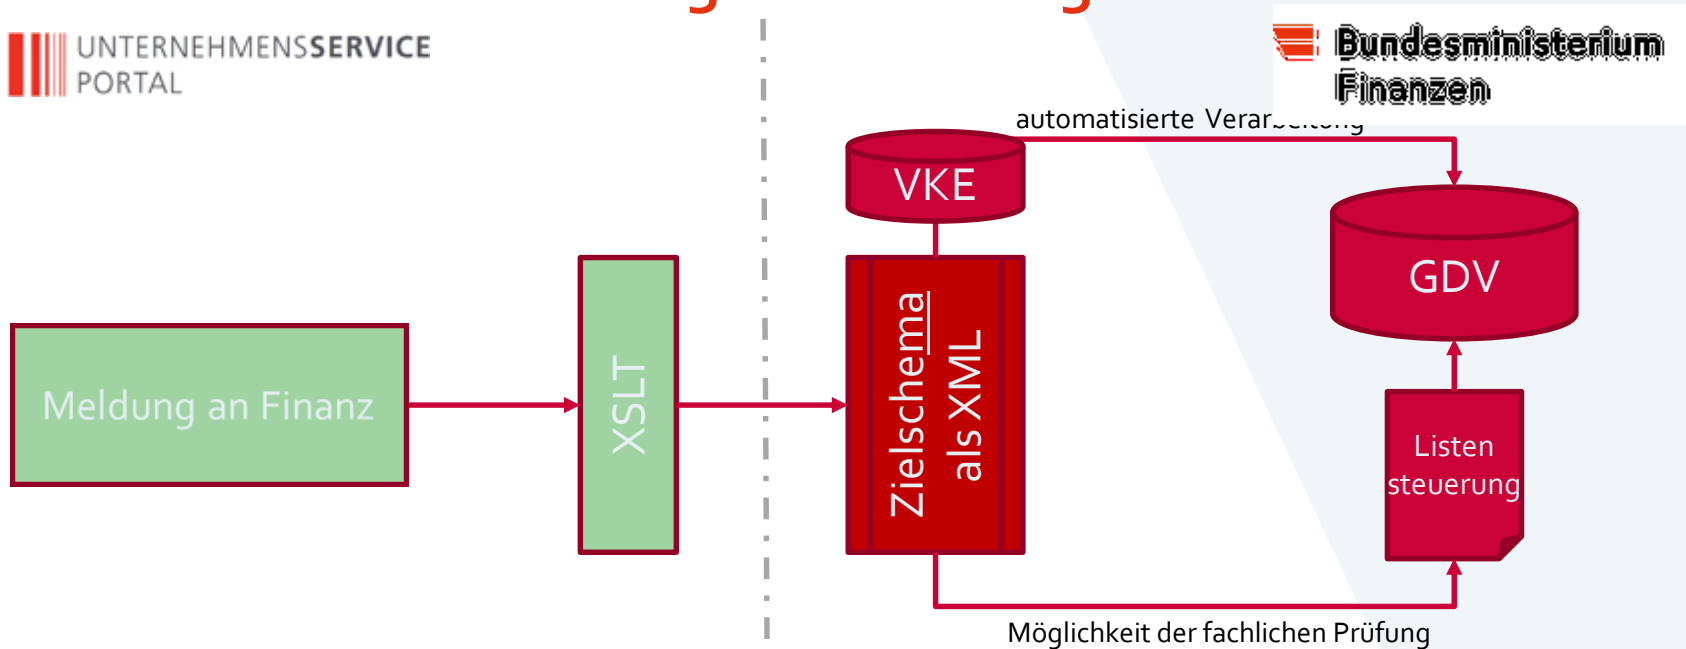 UNTERNEHMENSSERVICE
PORTAL
Bundesministerium
Finanzen
automatisierte Verarbeitung
VKE
GDV
Zielschema
als XML
XSLT
Meldung an Finanz
Listen
steuerung
Möglichkeit der fachlichen Prüfung